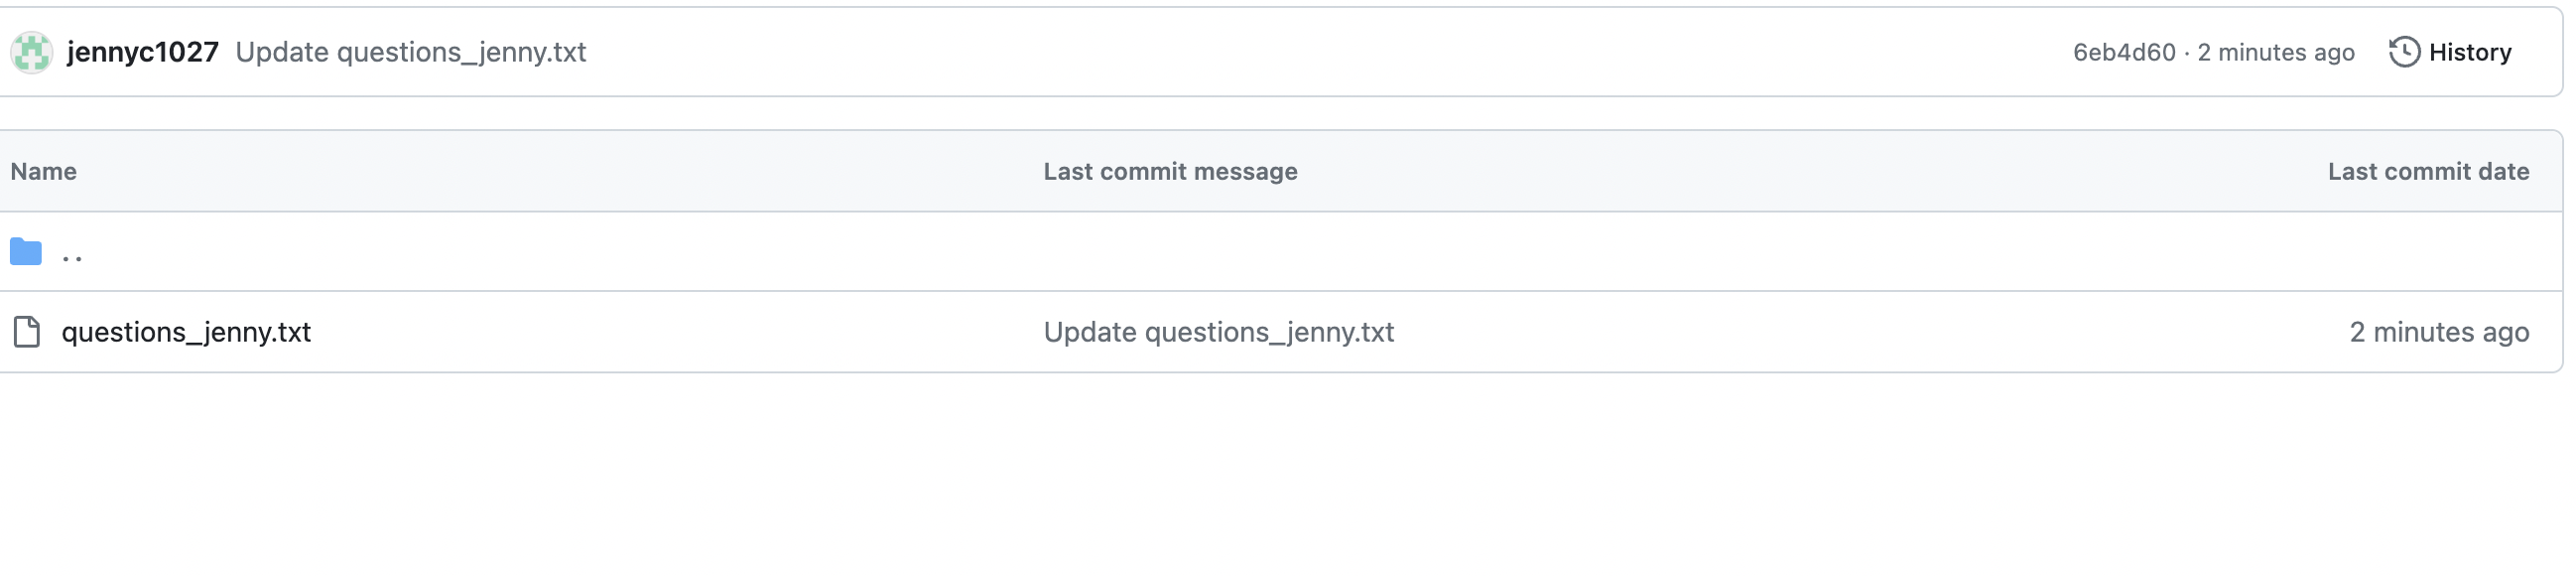 jennyc1027 Update questions_jenny.txt 6eb4d60 · 2 minutes ago History
Name Last commit message Last commit date
..
questions_jenny.txt Update questions_jenny.txt 2 minutes ago